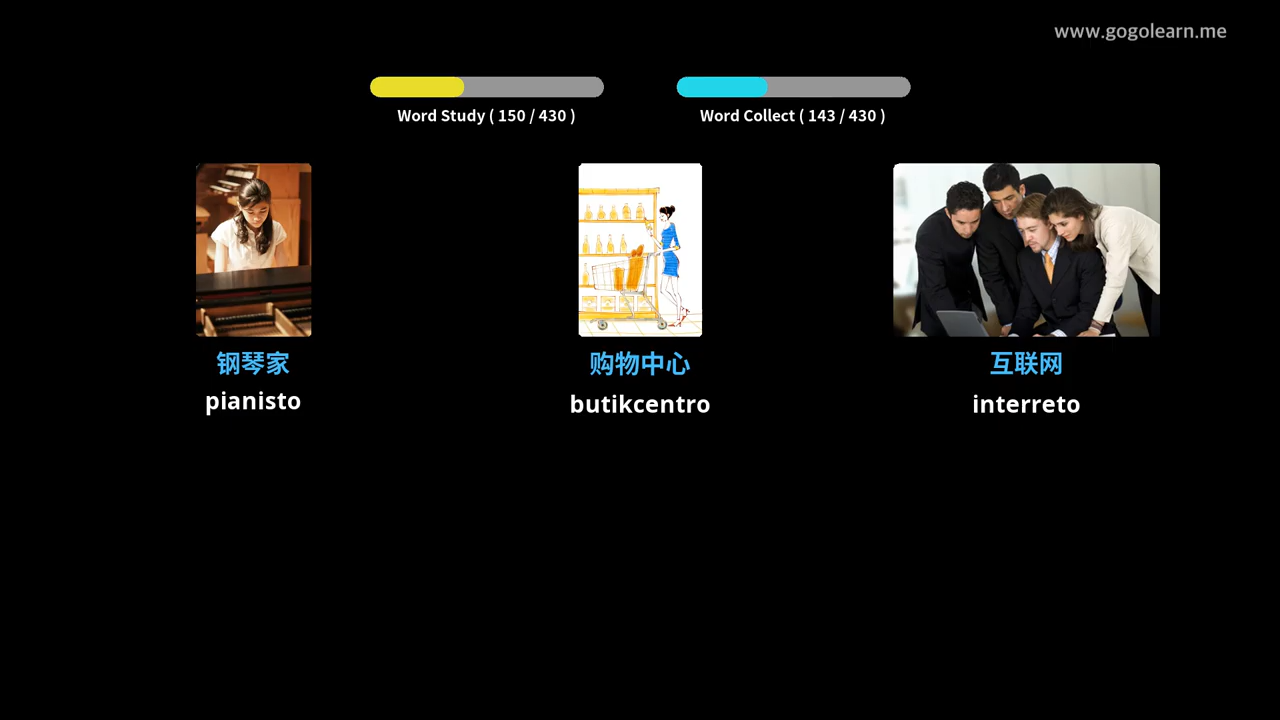 www.gogolearn.me
Word Study ( 150 / 430 )
Word Collect ( 143 / 430 )
钢琴家
购物中心
互联网
pianisto
butikcentro
interreto